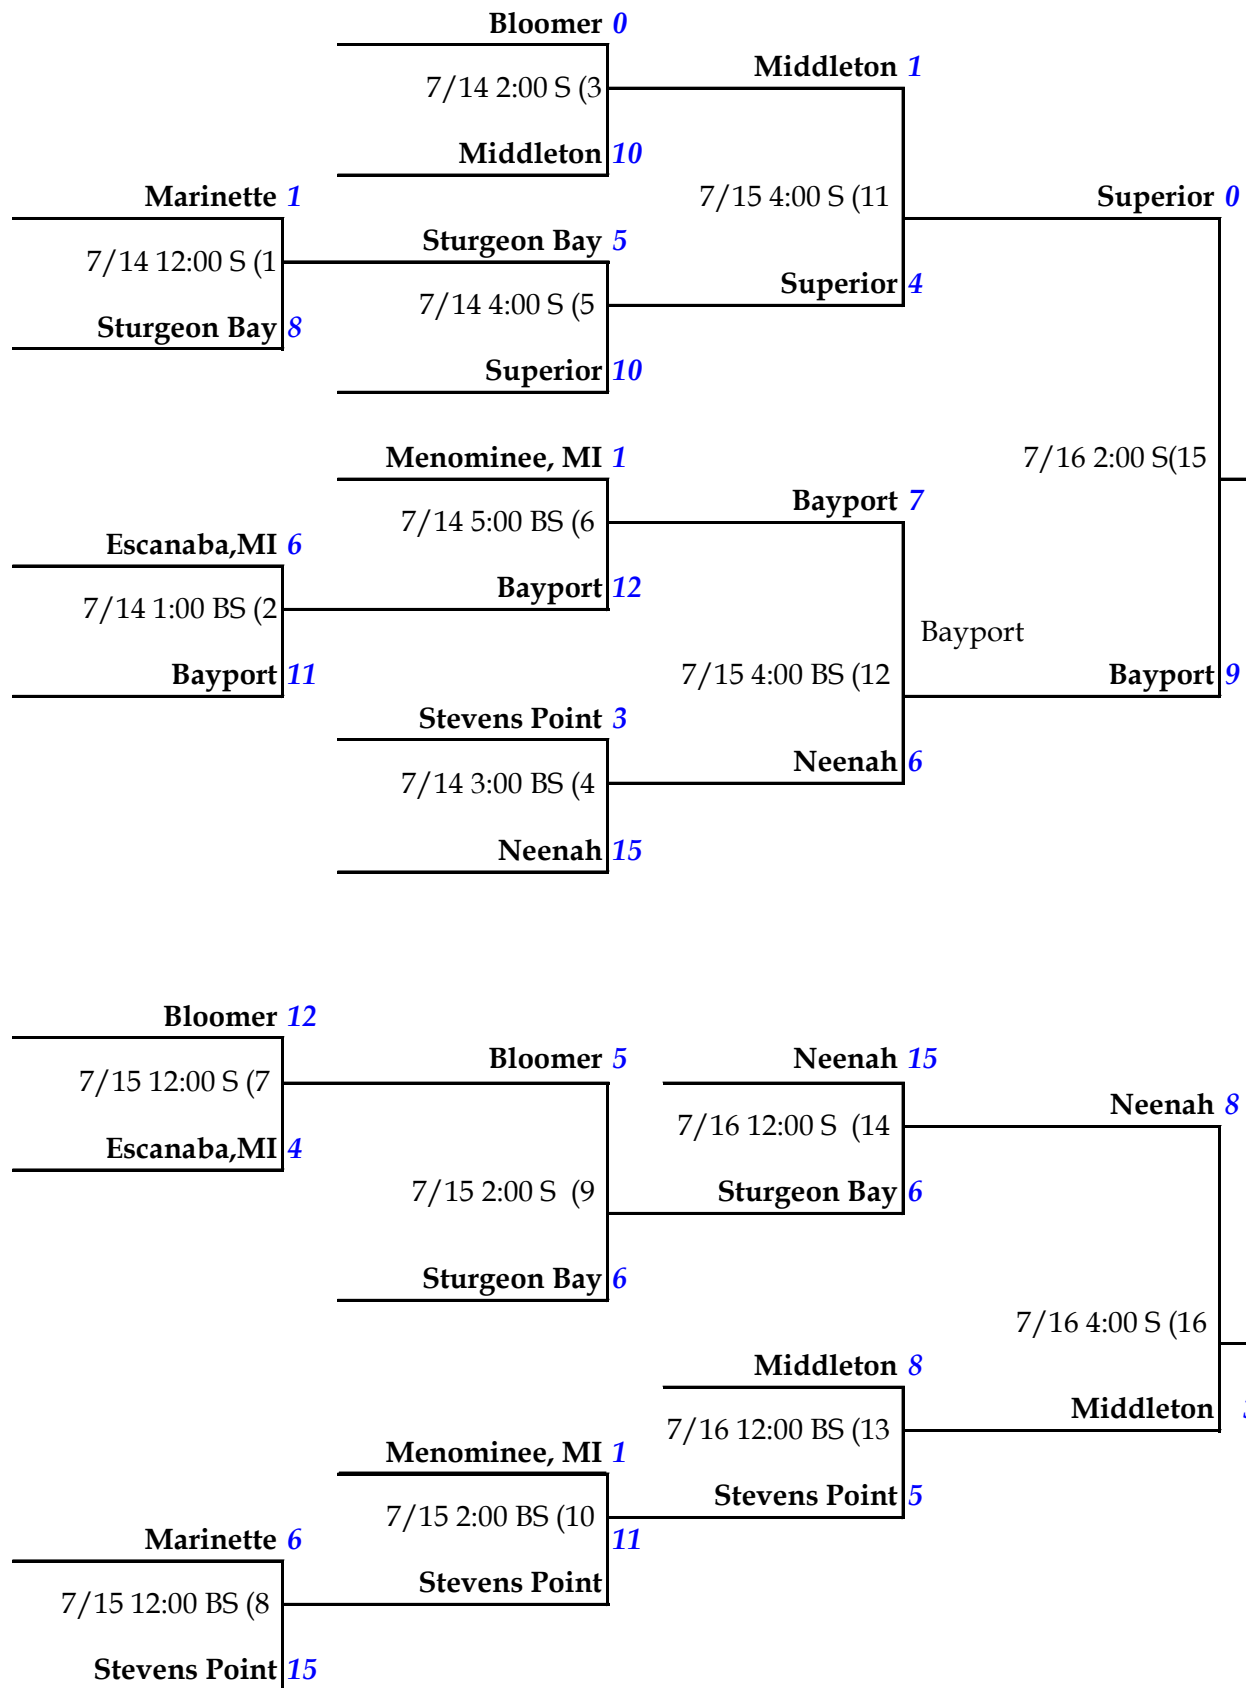 Bloomer 0
7/14 2:00 S (3
Middleton 1
Middleton 10
Marinette 1
7/15 4:00 S (11
Superior 0
7/14 12:00 S (1
Sturgeon Bay 5
Superior 4
7/14 4:00 S (5
Sturgeon Bay 8
Superior 10
Menominee, MI 1
7/16 2:00 S(15
Bayport 7
7/14 5:00 BS (6
Escanaba,MI 6
Bayport 12
7/14 1:00 BS (2
Bayport
Bayport 11
7/15 4:00 BS (12
Bayport 9
Stevens Point 3
Neenah 6
7/14 3:00 BS (4
Neenah 15
Bloomer 12
Bloomer 5
Neenah 15
7/15 12:00 S (7
Neenah 8
7/16 12:00 S (14
Escanaba,MI 4
7/15 2:00 S (9
Sturgeon Bay 6
Sturgeon Bay 6
7/16 4:00 S (16
Middleton 8
Middleton
7/16 12:00 BS (13
Menominee, MI 1
Stevens Point 5
7/15 2:00 BS (10
11
Marinette 6
Stevens Point
7/15 12:00 BS (8
Stevens Point 15